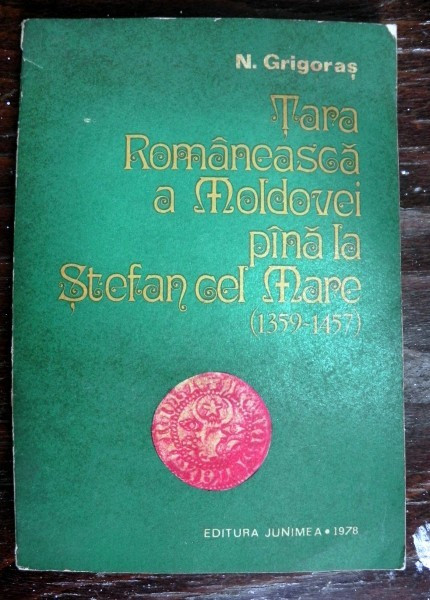 N. Grigoraș
Țara
Românească
a Moldovei
pînă la
Ștefan cel Mare
(1359-1457)
EDITURA JUNIMEA • 1978